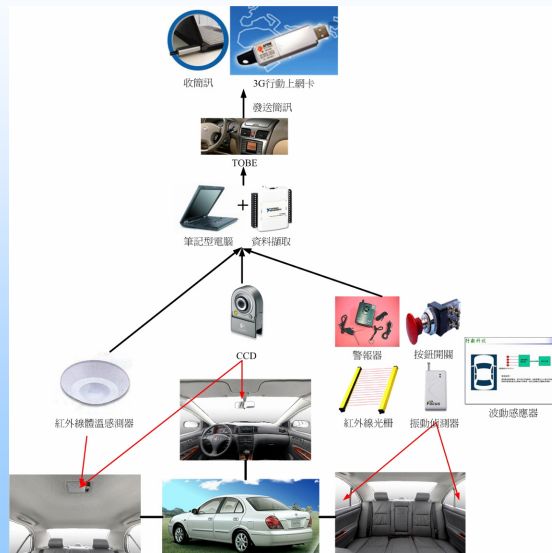 收簡訊
3G行動上網卡
發送簡訊
TOBE
筆記型電腦
+
資料擷取
CCD
警報器
按鈕開關
紅外線體溫感測器
紅外線光柵
振動偵測器
Focus
波動感應器